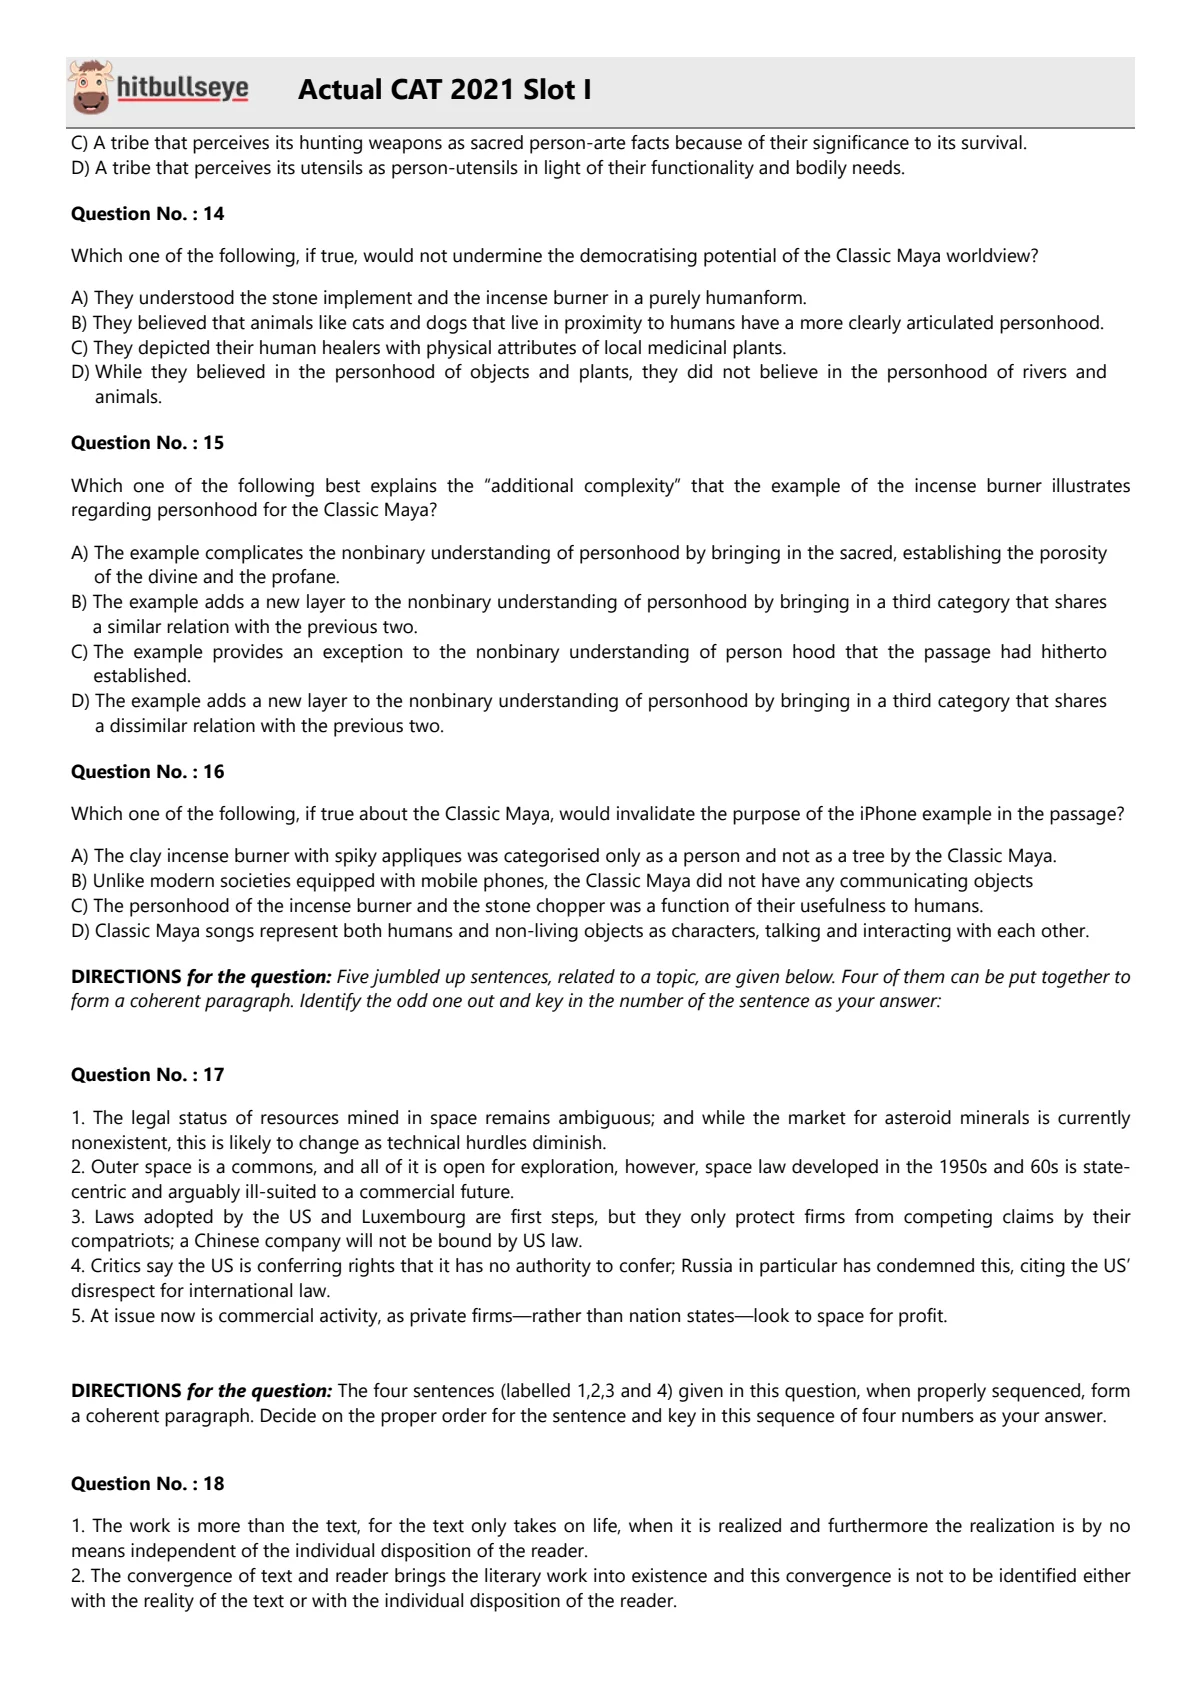 hitbullseye
Actual CAT 2021 Slot I
C) A tribe that perceives its hunting weapons as sacred person-arte facts because of their significance to its survival.
D) A tribe that perceives its utensils as person-utensils in light of their functionality and bodily needs.
Question No. : 14
Which one of the following, if true, would not undermine the democratising potential of the Classic Maya worldview?
A) They understood the stone implement and the incense burner in a purely humanform.
B) They believed that animals like cats and dogs that live in proximity to humans have a more clearly articulated personhood.
C) They depicted their human healers with physical attributes of local medicinal plants.
D) While they believed in the personhood of objects and plants, they did not believe in the personhood of rivers and
animals.
Question No. : 15
Which one of the following best explains the “additional complexity” that the example of the incense burner illustrates
regarding personhood for the Classic Maya?
A) The example complicates the nonbinary understanding of personhood by bringing in the sacred, establishing the porosity
of the divine and the profane.
B) The example adds a new layer to the nonbinary understanding of personhood by bringing in a third category that shares
a similar relation with the previous two.
C) The example provides an exception to the nonbinary understanding of person hood that the passage had hitherto
established.
D) The example adds a new layer to the nonbinary understanding of personhood by bringing in a third category that shares
a dissimilar relation with the previous two.
Question No. : 16
Which one of the following, if true about the Classic Maya, would invalidate the purpose of the iPhone example in the passage?
A) The clay incense burner with spiky appliques was categorised only as a person and not as a tree by the Classic Maya.
B) Unlike modern societies equipped with mobile phones, the Classic Maya did not have any communicating objects
C) The personhood of the incense burner and the stone chopper was a function of their usefulness to humans.
D) Classic Maya songs represent both humans and non-living objects as characters, talking and interacting with each other.
DIRECTIONS for the question: Five jumbled up sentences, related to a topic, are given below. Four of them can be put together to
form a coherent paragraph. Identify the odd one out and key in the number of the sentence as your answer:
Question No. : 17
1. The legal status of resources mined in space remains ambiguous; and while the market for asteroid minerals is currently
nonexistent, this is likely to change as technical hurdles diminish.
2. Outer space is a commons, and all of it is open for exploration, however, space law developed in the 1950s and 60s is state-
centric and arguably ill-suited to a commercial future.
3. Laws adopted by the US and Luxembourg are first steps, but they only protect firms from competing claims by their
compatriots; a Chinese company will not be bound by US law.
4. Critics say the US is conferring rights that it has no authority to confer; Russia in particular has condemned this, citing the US’
disrespect for international law.
5. At issue now is commercial activity, as private firms—rather than nation states—look to space for profit.
DIRECTIONS for the question: The four sentences (labelled 1,2,3 and 4) given in this question, when properly sequenced, form
a coherent paragraph. Decide on the proper order for the sentence and key in this sequence of four numbers as your answer.
Question No. : 18
1. The work is more than the text, for the text only takes on life, when it is realized and furthermore the realization is by no
means independent of the individual disposition of the reader.
2. The convergence of text and reader brings the literary work into existence and this convergence is not to be identified either
with the reality of the text or with the individual disposition of the reader.